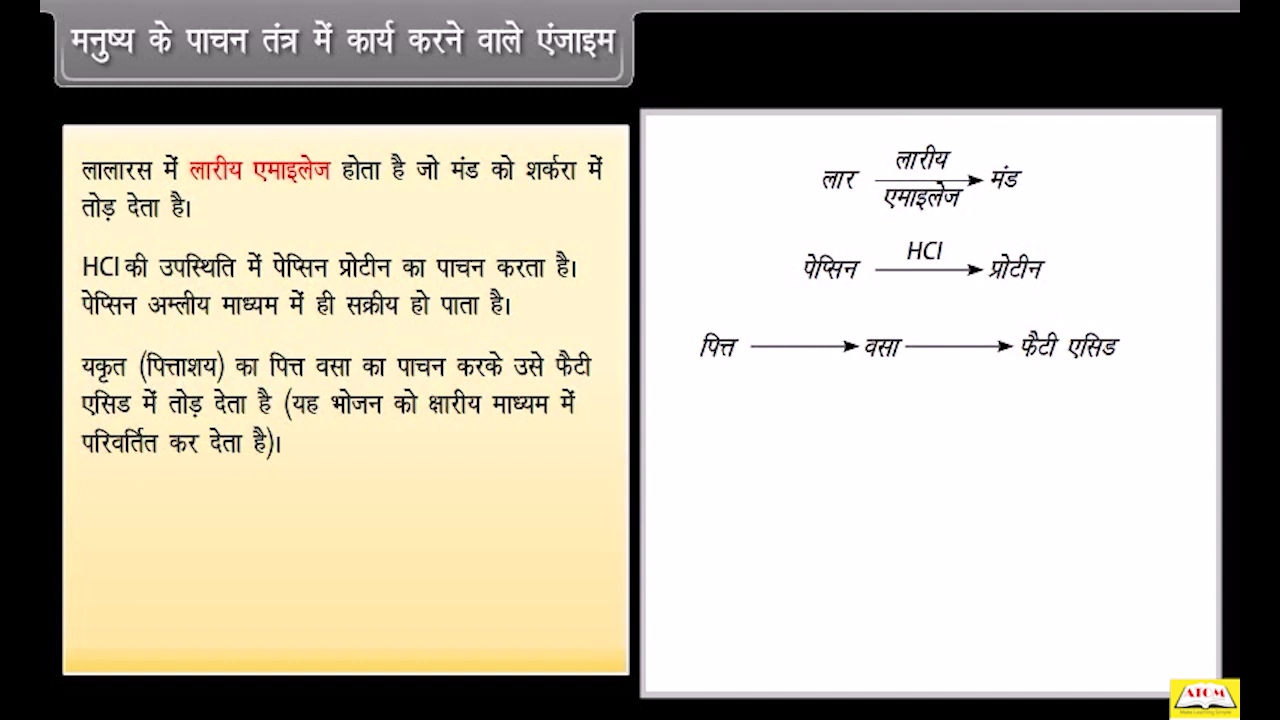 मनुष्य के पाचन तंत्र में कार्य करने वाले एंजाइम
लालारस में लारीय एमाइलेज होता है जो मंड को शर्करा में
तोड़ देता है।
HCl की उपस्थिति में पेप्सिन प्रोटीन का पाचन करता है।
पेप्सिन अम्लीय माध्यम में ही सक्रीय हो पाता है।
यकृत (पित्ताशय) का पित्त वसा का पाचन करके उसे फैटी
एसिड में तोड़ देता है (यह भोजन को क्षारीय माध्यम में
परिवर्तित कर देता है)।
लारीय
लार → मंड
एमाइलेज
HCl
पेप्सिन → प्रोटीन
पित्त → वसा → फैटी एसिड
ATOM